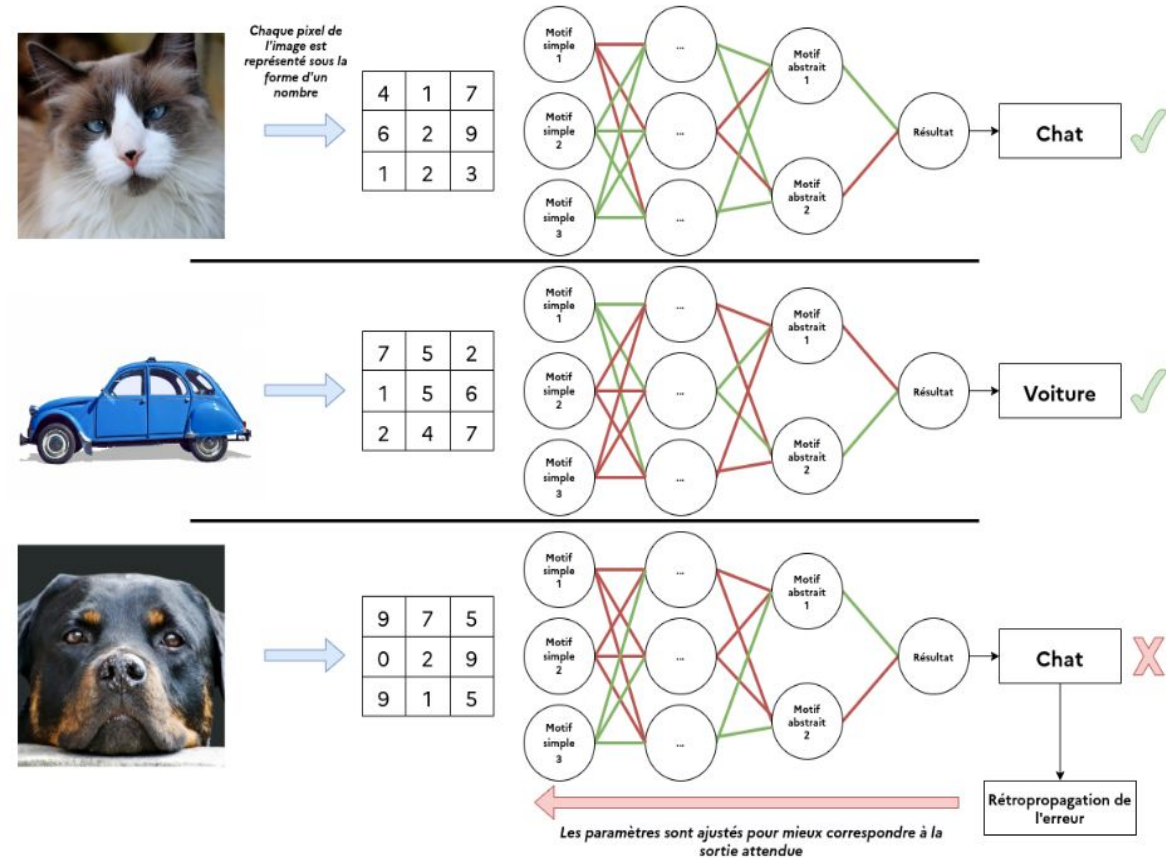 Chaque pixel de
l'image est
représenté sous la
forme d'un
nombre
4 1 7
6 2 9
1 2 3
Motif
simple
1
Motif
simple
2
Motif
simple
3
...
...
...
Motif
abstrait
1
Motif
abstrait
2
Résultat
Chat
7 5 2
1 5 6
2 4 7
Motif
simple
1
Motif
simple
2
Motif
simple
3
...
...
...
Motif
abstrait
1
Motif
abstrait
2
Résultat
Voiture
9 7 5
0 2 9
9 1 5
Motif
simple
1
Motif
simple
2
Motif
simple
3
...
...
...
Motif
abstrait
1
Motif
abstrait
2
Résultat
Chat
X
Rétropropagation de
l'erreur
Les paramètres sont ajustés pour mieux correspondre à la
sortie attendue